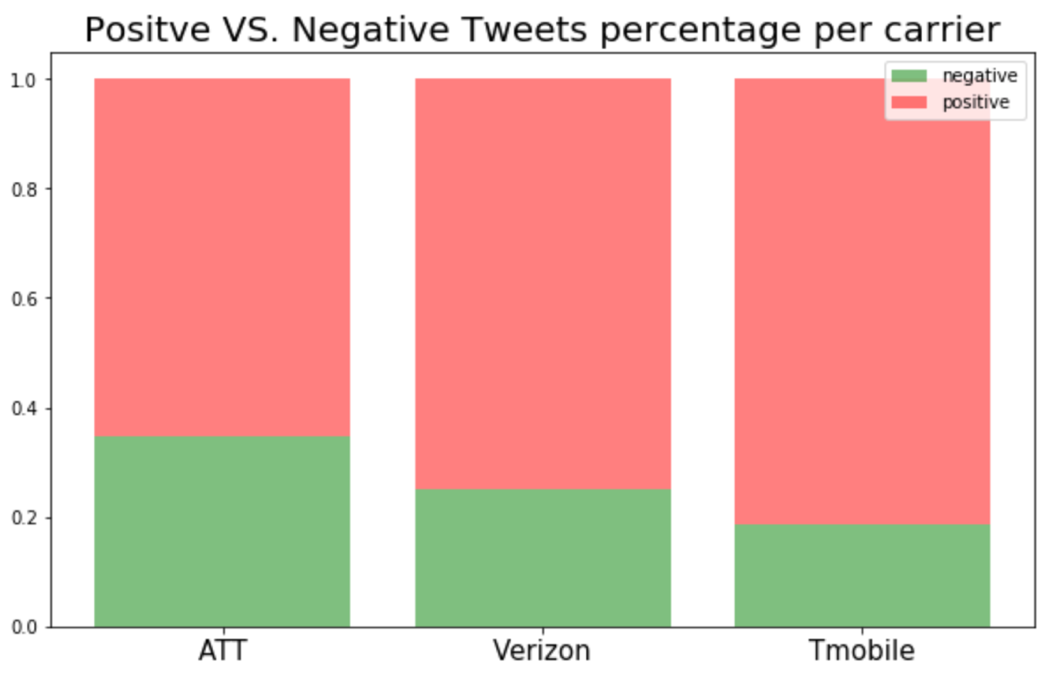 Positve VS. Negative Tweets percentage per carrier
negative
positive
1.0
0.8
0.6
0.4
0.2
0.0
ATT
Verizon
Tmobile